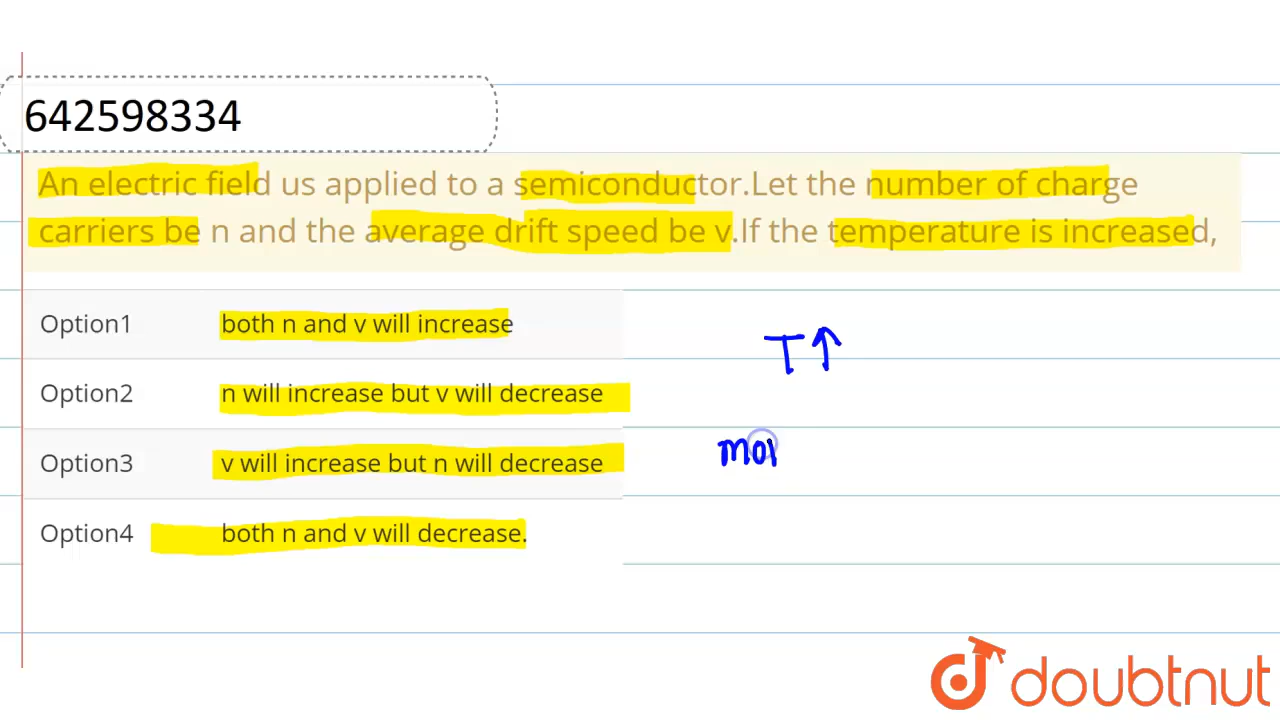 642598334
An electric field us applied to a semiconductor.Let the number of charge
carriers be n and the average drift speed be v.If the temperature is increased,
Option1 both n and v will increase
T↑
Option2 n will increase but v will decrease
Option3 v will increase but n will decrease
mor
Option4 both n and v will decrease.
doubtnut